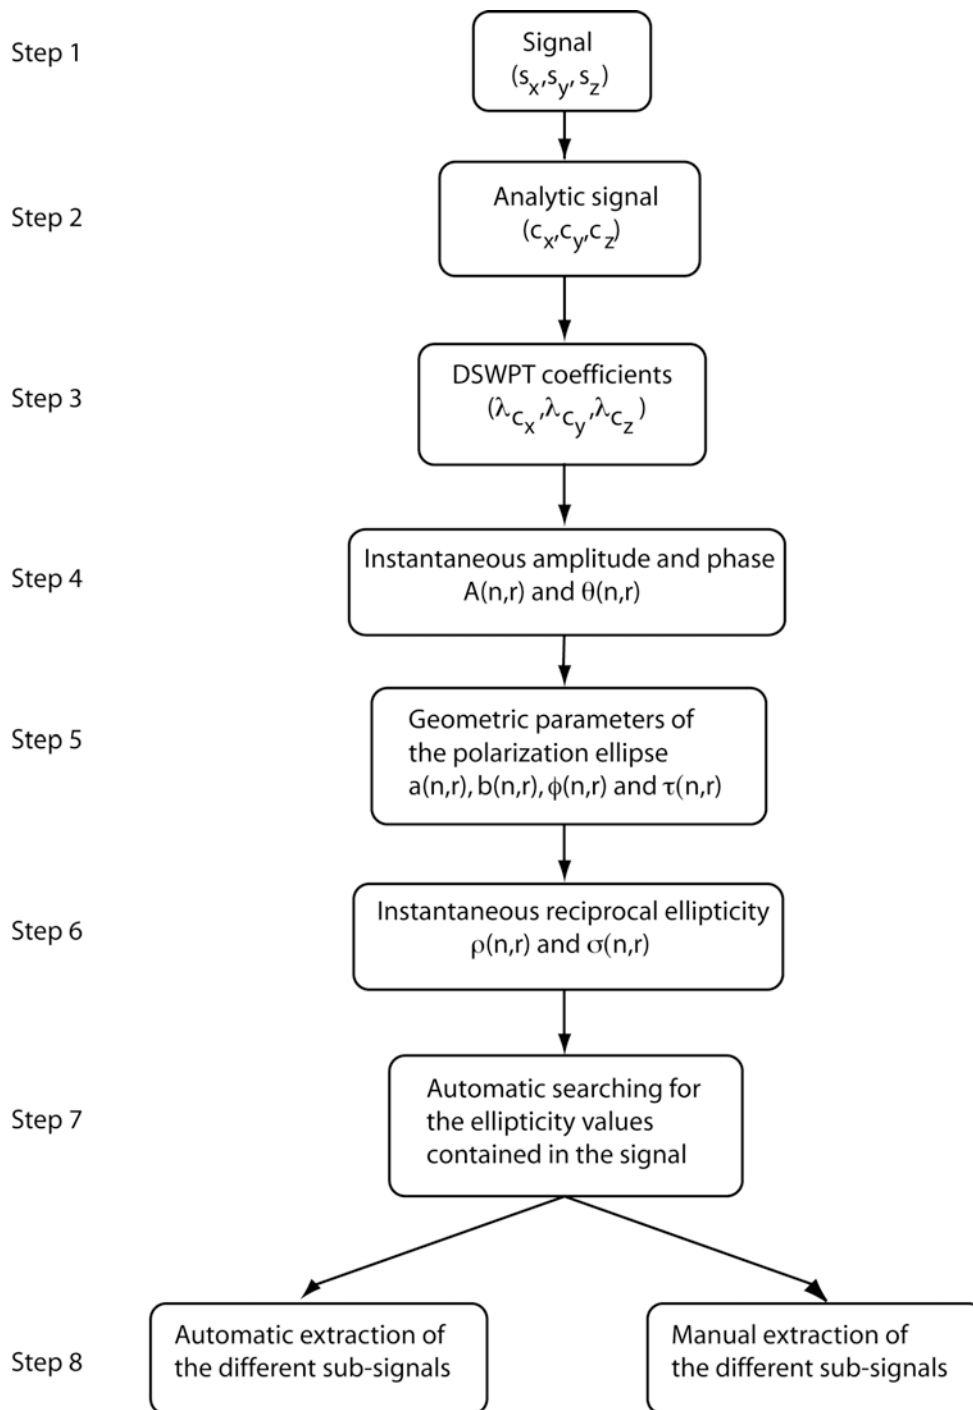 Step 1
Signal
(sx,sy,sz)
Step 2
Analytic signal
(cx,cy,cz)
Step 3
DSWPT coefficients
(λcx,λcy,λcz)
Step 4
Instantaneous amplitude and phase
A(n,r) and θ(n,r)
Step 5
Geometric parameters of
the polarization ellipse
a(n,r), b(n,r), ϕ(n,r) and τ(n,r)
Step 6
Instantaneous reciprocal ellipticity
ρ(n,r) and σ(n,r)
Step 7
Automatic searching for
the ellipticity values
contained in the signal
Step 8
Automatic extraction of
the different sub-signals
Manual extraction of
the different sub-signals